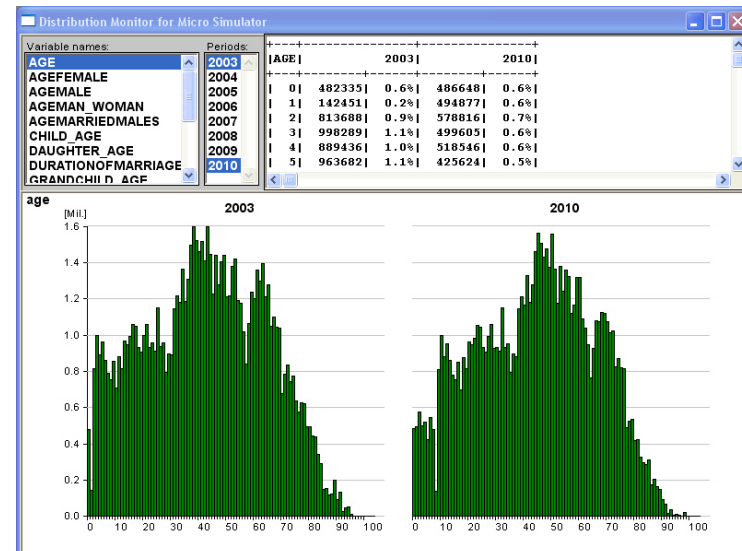 Distribution Monitor for Micro Simulator
Variable names:
AGE
AGEFEMALE
AGEMALE
AGEMAN_WOMAN
AGEMARRIEDMALES
CHILD_AGE
DAUGHTER_AGE
DURATIONOFMARRIAGE
GRANDCHILD_AGE
Periods:
2003
2004
2005
2006
2007
2008
2009
2010
+---+-----------------+-----------------+
|AGE| 2003| 2010|
+---+--------+--------+--------+--------+
| 0| 482335| 0.6%| 486648| 0.6%|
| 1| 142451| 0.2%| 494877| 0.6%|
| 2| 813688| 0.9%| 578816| 0.7%|
| 3| 998289| 1.1%| 499605| 0.6%|
| 4| 889436| 1.0%| 518546| 0.6%|
| 5| 963682| 1.1%| 425624| 0.5%|
age
[Mil.]
2003
2010
1.6
1.4
1.2
1.0
0.8
0.6
0.4
0.2
0.0
0 10 20 30 40 50 60 70 80 90 100
0 10 20 30 40 50 60 70 80 90 100